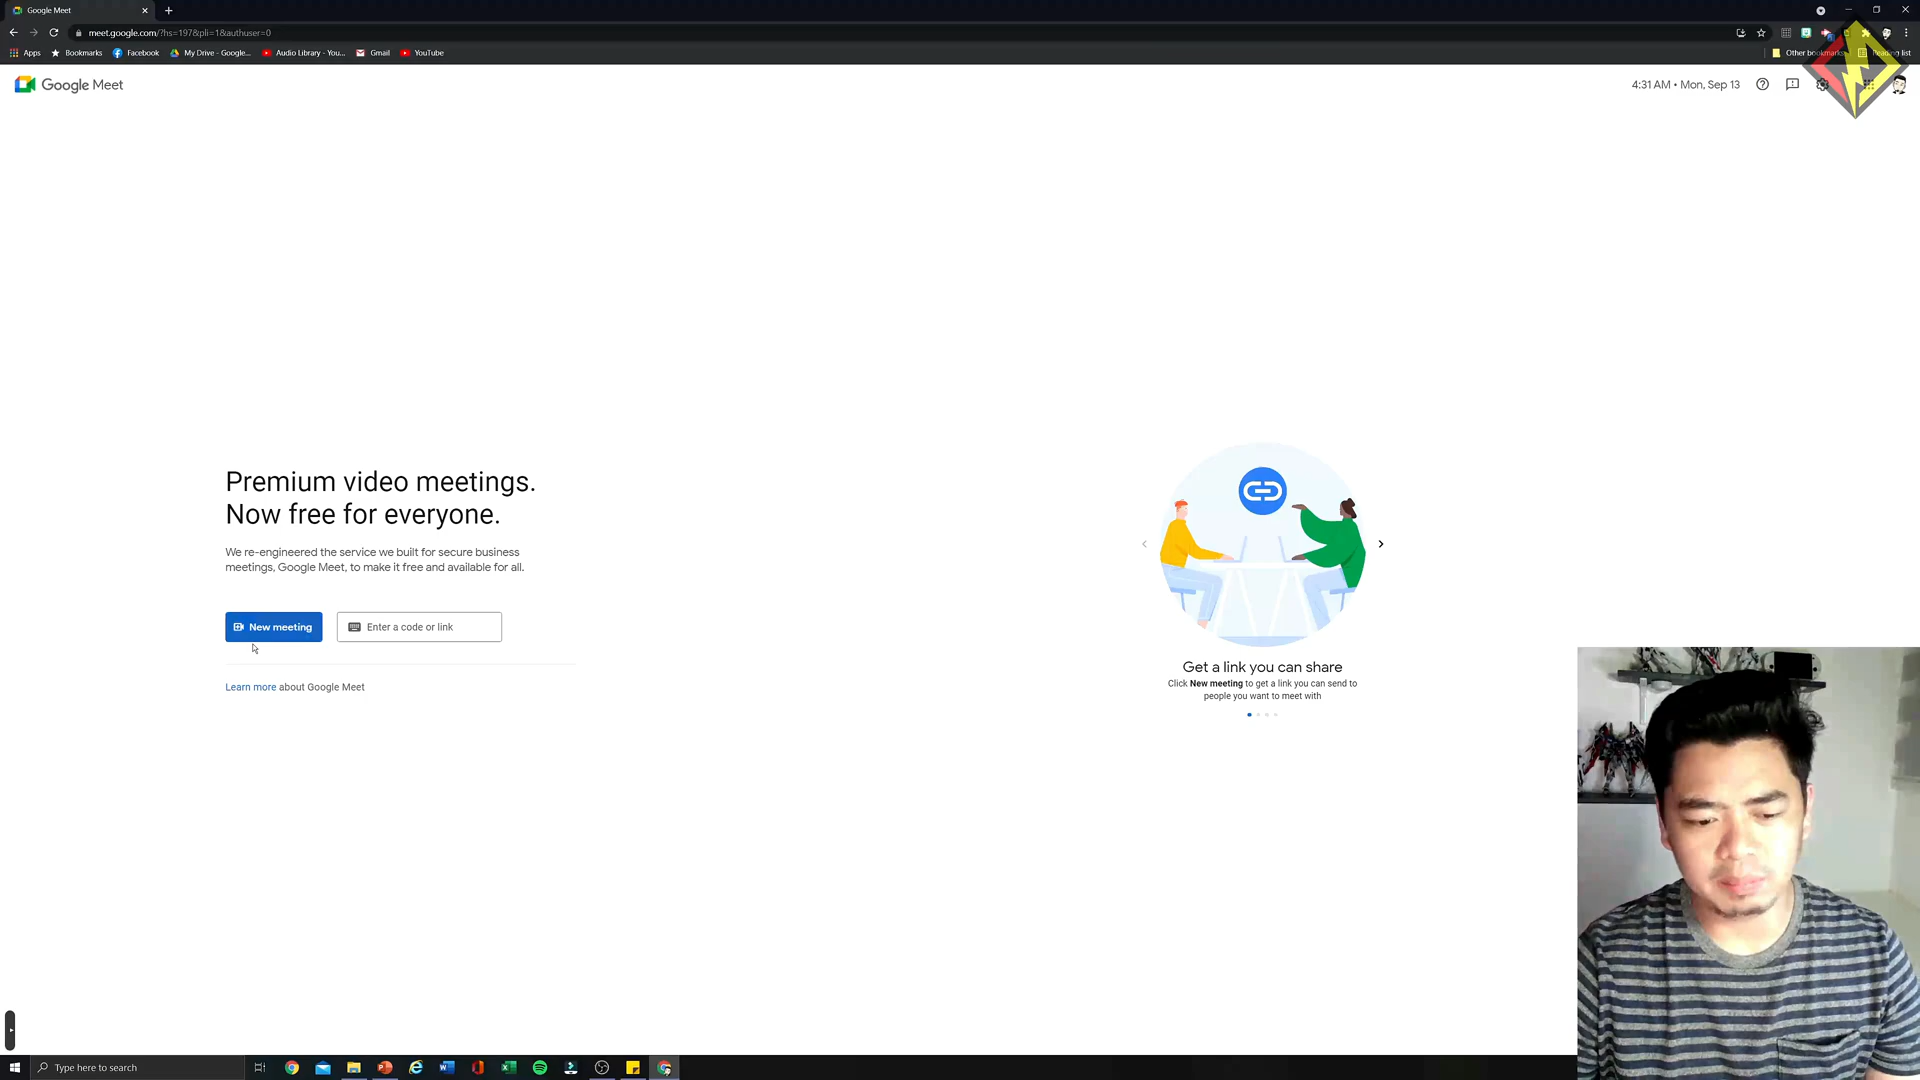 Google Meet
meet.google.com/?hs=197&pli=1&authuser=0
Apps Bookmarks Facebook My Drive - Google... Audio Library - You... Gmail YouTube Other bookmarks Reading list
Google Meet 4:31 AM • Mon, Sep 13
Premium video meetings.
Now free for everyone.
We re-engineered the service we built for secure business
meetings, Google Meet, to make it free and available for all.
New meeting Enter a code or link
Learn more about Google Meet
Get a link you can share
Click New meeting to get a link you can send to
people you want to meet with
Type here to search